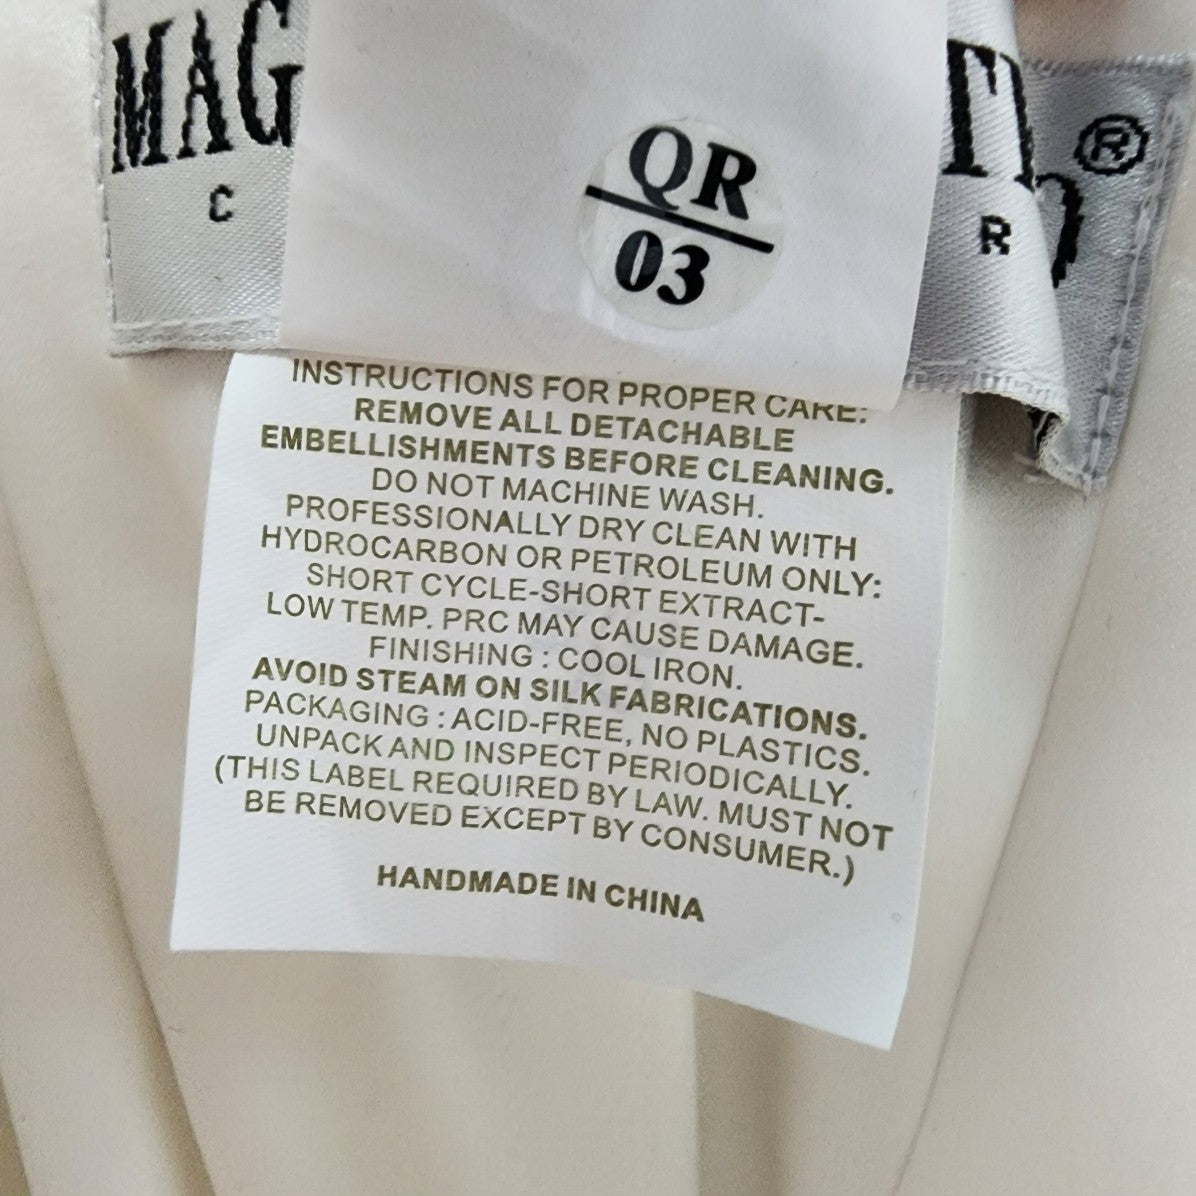 MAG
C R ®
QR
03
INSTRUCTIONS FOR PROPER CARE:
REMOVE ALL DETACHABLE
EMBELLISHMENTS BEFORE CLEANING.
DO NOT MACHINE WASH.
PROFESSIONALLY DRY CLEAN WITH
HYDROCARBON OR PETROLEUM ONLY:
SHORT CYCLE-SHORT EXTRACT-
LOW TEMP. PRC MAY CAUSE DAMAGE.
FINISHING : COOL IRON.
AVOID STEAM ON SILK FABRICATIONS.
PACKAGING : ACID-FREE, NO PLASTICS.
UNPACK AND INSPECT PERIODICALLY.
(THIS LABEL REQUIRED BY LAW. MUST NOT
BE REMOVED EXCEPT BY CONSUMER.)
HANDMADE IN CHINA